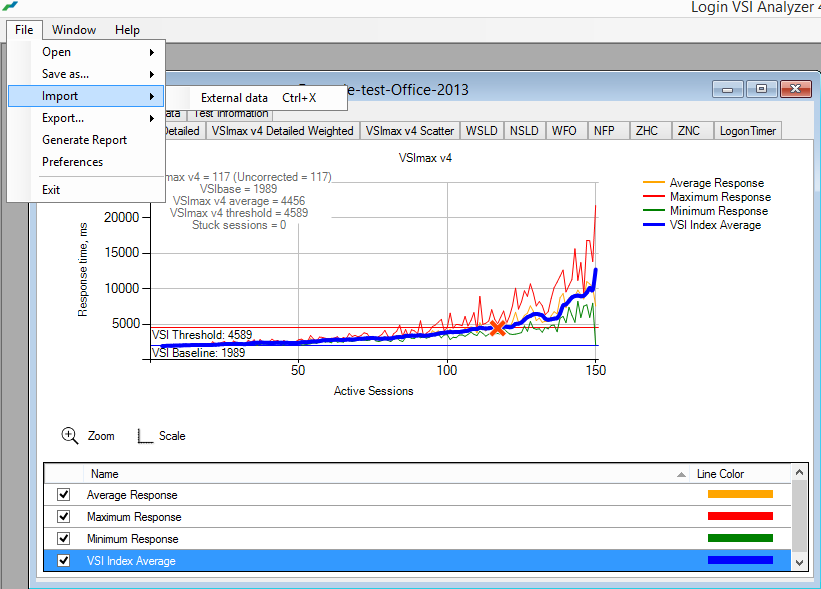 Login VSI Analyzer
File Window Help
Open
Save as...
Import
External data Ctrl+X
Export...
Generate Report
Preferences
Exit
-test-Office-2013
Test Information
Detailed VSImax v4 Detailed Weighted VSImax v4 Scatter WSLD NSLD WFO NFP ZHC ZNC LogonTimer
VSImax v4
max v4 = 117 (Uncorrected = 117)
VSIbase = 1989
VSImax v4 average = 4456
VSImax v4 threshold = 4589
Stuck sessions = 0
Average Response
Maximum Response
Minimum Response
VSI Index Average
Response time, ms
20000
15000
10000
5000
VSI Threshold: 4589
VSI Baseline: 1989
50 100 150
Active Sessions
Zoom Scale
Name Line Color
Average Response
Maximum Response
Minimum Response
VSI Index Average